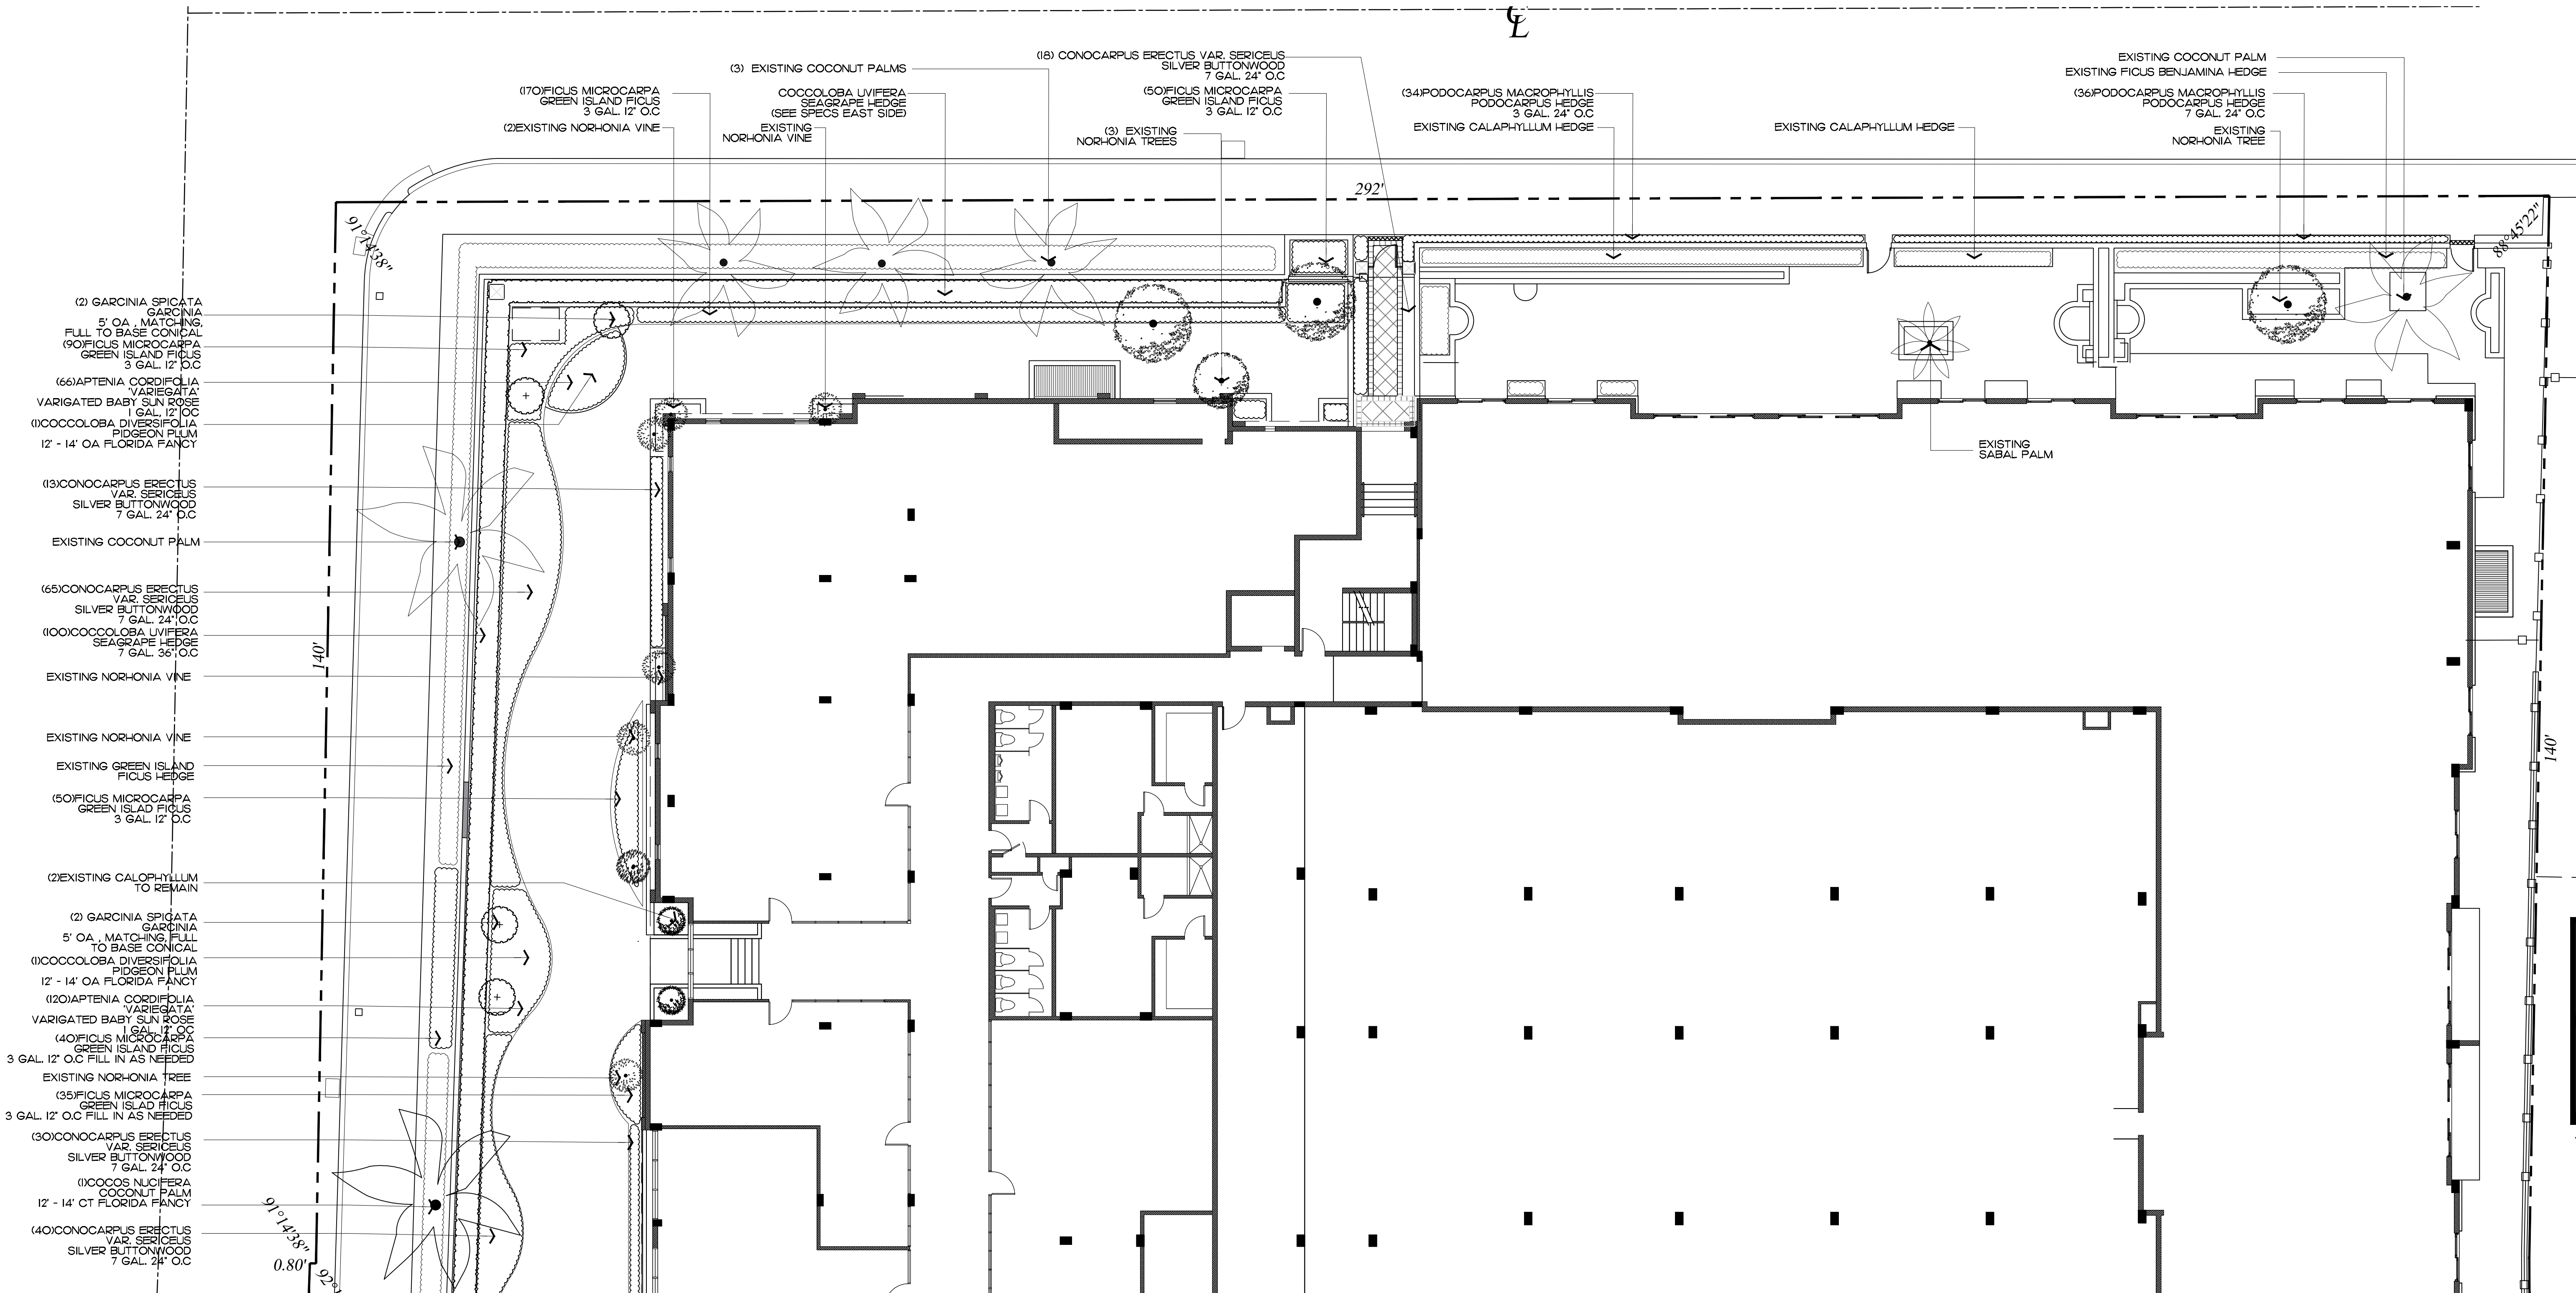 ℄
(3) EXISTING COCONUT PALMS
(170)FICUS MICROCARPA
GREEN ISLAND FICUS
3 GAL. 12" O.C
(2)EXISTING NORHONIA VINE
COCCOLOBA UVIFERA
SEAGRAPE HEDGE
(SEE SPECS EAST SIDE)
EXISTING
NORHONIA VINE
(18) CONOCARPUS ERECTUS VAR. SERICEUS
SILVER BUTTONWOOD
7 GAL. 24" O.C
(50)FICUS MICROCARPA
GREEN ISLAND FICUS
3 GAL. 12" O.C
(3) EXISTING
NORHONIA TREES
(34)PODOCARPUS MACROPHYLLIS
PODOCARPUS HEDGE
3 GAL. 24" O.C
EXISTING CALAPHYLLUM HEDGE
EXISTING CALAPHYLLUM HEDGE
EXISTING COCONUT PALM
EXISTING FICUS BENJAMINA HEDGE
(36)PODOCARPUS MACROPHYLLIS
PODOCARPUS HEDGE
7 GAL. 24" O.C
EXISTING
NORHONIA TREE
292'
91°14'38"
88°45'22"
(2) GARCINIA SPICATA
GARCINIA
5' OA , MATCHING,
FULL TO BASE CONICAL
(90)FICUS MICROCARPA
GREEN ISLAND FICUS
3 GAL. 12" O.C
(66)APTENIA CORDIFOLIA
'VARIEGATA'
VARIGATED BABY SUN ROSE
1 GAL, 12" OC
(1)COCCOLOBA DIVERSIFOLIA
PIDGEON PLUM
12' - 14' OA FLORIDA FANCY
EXISTING
SABAL PALM
(13)CONOCARPUS ERECTUS
VAR. SERICEUS
SILVER BUTTONWOOD
7 GAL. 24" O.C
EXISTING COCONUT PALM
(65)CONOCARPUS ERECTUS
VAR. SERICEUS
SILVER BUTTONWOOD
7 GAL. 24" O.C
(100)COCCOLOBA UVIFERA
SEAGRAPE HEDGE
7 GAL. 36" O.C
140'
EXISTING NORHONIA VINE
EXISTING NORHONIA VINE
140'
EXISTING GREEN ISLAND
FICUS HEDGE
(50)FICUS MICROCARPA
GREEN ISLAD FICUS
3 GAL. 12" O.C
(2)EXISTING CALOPHYLLUM
TO REMAIN
(2) GARCINIA SPICATA
GARCINIA
5' OA , MATCHING, FULL
TO BASE CONICAL
(1)COCCOLOBA DIVERSIFOLIA
PIDGEON PLUM
12' - 14' OA FLORIDA FANCY
(120)APTENIA CORDIFOLIA
'VARIEGATA'
VARIGATED BABY SUN ROSE
1 GAL, 12" OC
(40)FICUS MICROCARPA
GREEN ISLAND FICUS
3 GAL. 12" O.C FILL IN AS NEEDED
EXISTING NORHONIA TREE
(35)FICUS MICROCARPA
GREEN ISLAD FICUS
3 GAL. 12" O.C FILL IN AS NEEDED
(30)CONOCARPUS ERECTUS
VAR. SERICEUS
SILVER BUTTONWOOD
7 GAL. 24" O.C
(1)COCOS NUCIFERA
COCONUT PALM
12' - 14' CT FLORIDA FANCY
(40)CONOCARPUS ERECTUS
VAR. SERICEUS
SILVER BUTTONWOOD
7 GAL. 24" O.C
91°14'38"
0.80'
92°